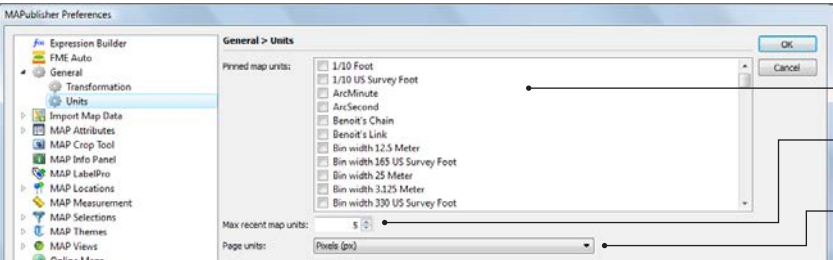 MAPublisher Preferences
Expression Builder
FME Auto
General
Transformation
Units
Import Map Data
MAP Attributes
MAP Crop Tool
MAP Info Panel
MAP LabelPro
MAP Locations
MAP Measurement
MAP Selections
MAP Themes
MAP Views
Online Maps
General > Units
Pinned map units:
1/10 Foot
1/10 US Survey Foot
ArcMinute
ArcSecond
Benoit's Chain
Benoit's Link
Bin width 12.5 Meter
Bin width 165 US Survey Foot
Bin width 25 Meter
Bin width 3.125 Meter
Bin width 330 US Survey Foot
Max recent map units: 5
Page units: Pixels (px)
OK
Cancel